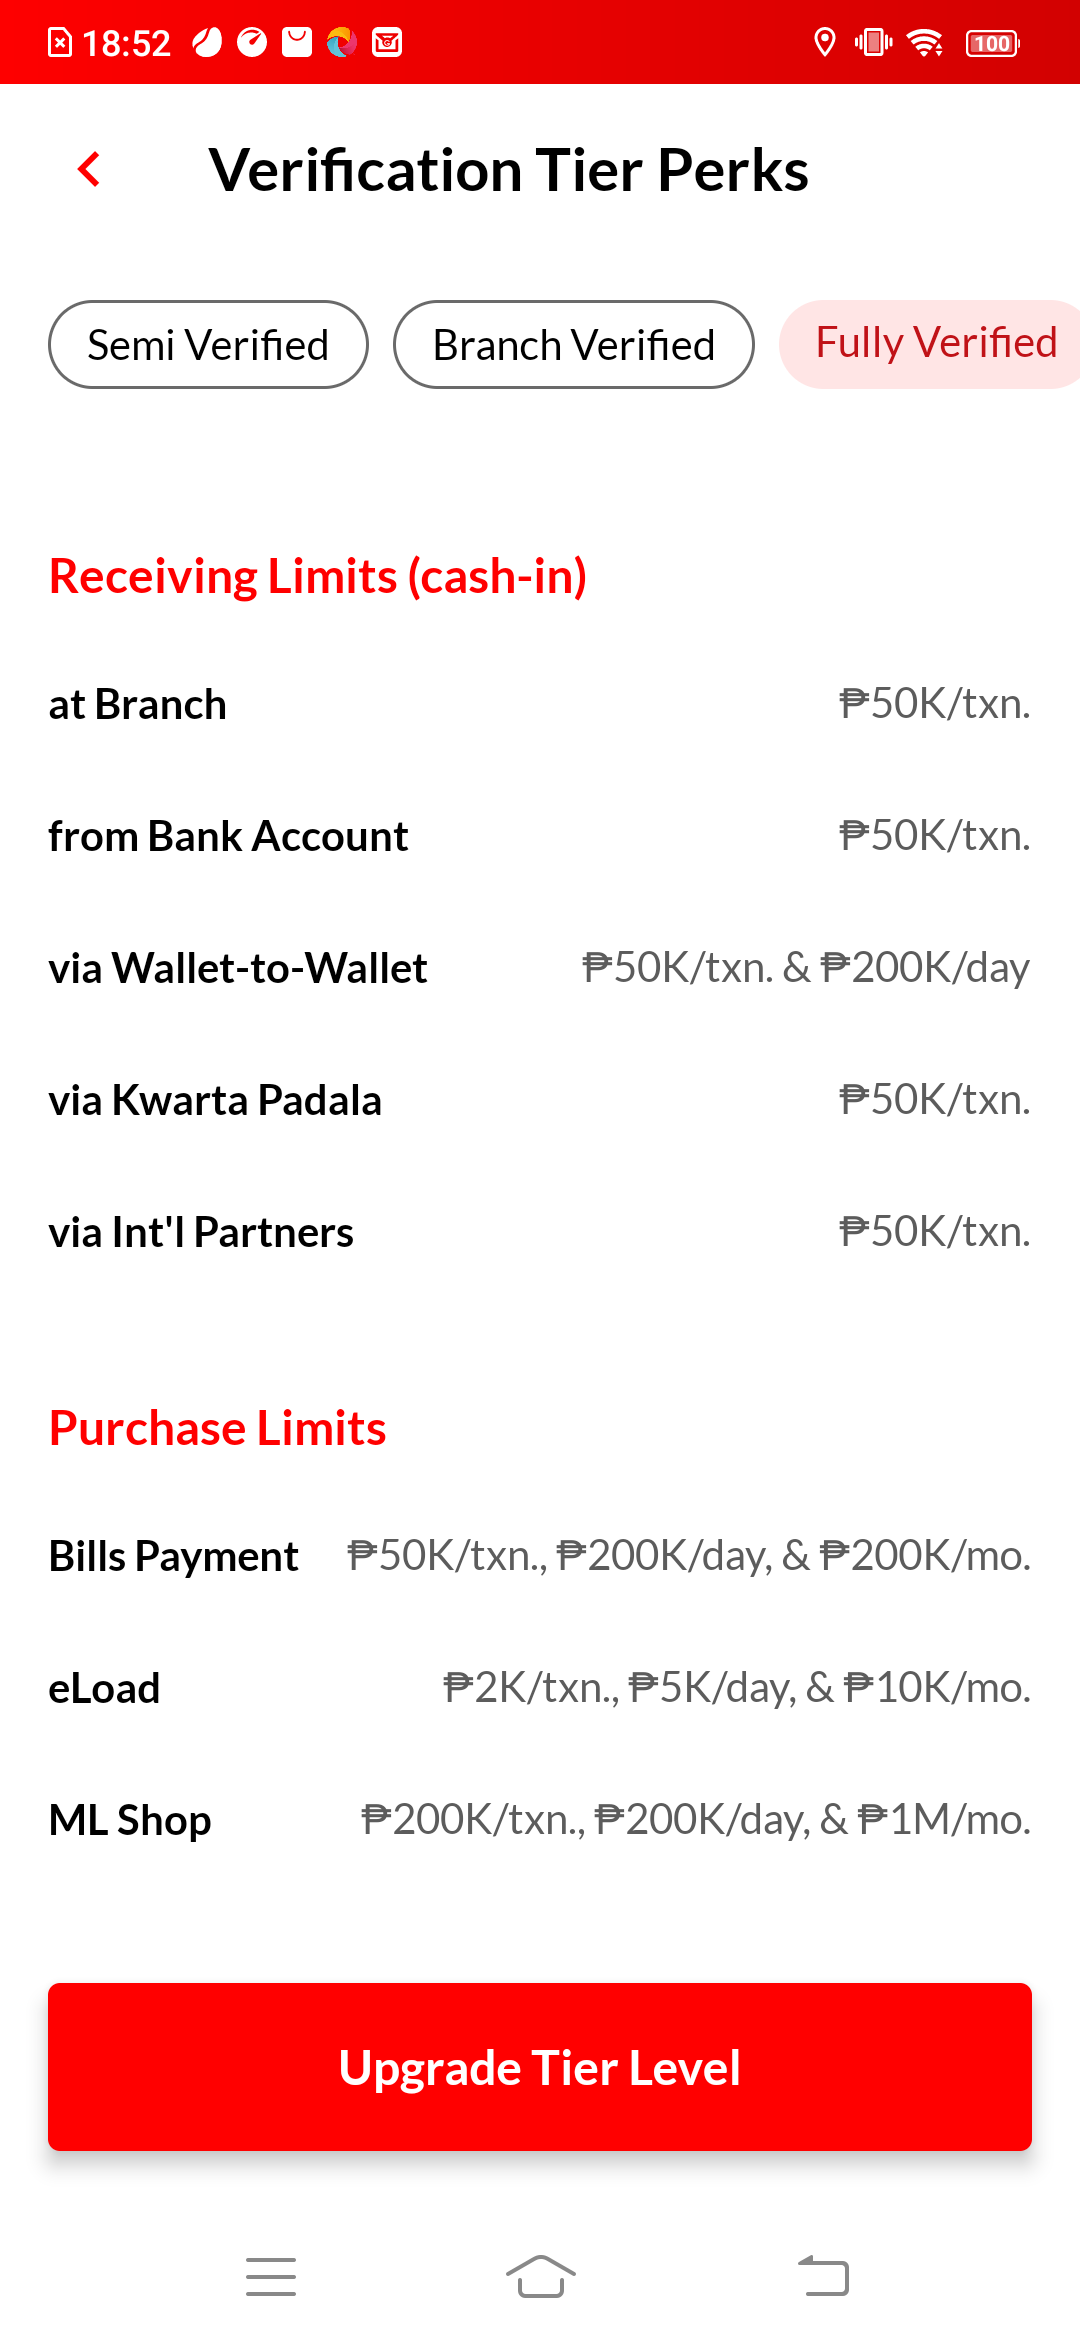 18:52
100
Verification Tier Perks
Semi Verified Branch Verified Fully Verified
Receiving Limits (cash-in)
at Branch ₱50K/txn.
from Bank Account ₱50K/txn.
via Wallet-to-Wallet ₱50K/txn. & ₱200K/day
via Kwarta Padala ₱50K/txn.
via Int'l Partners ₱50K/txn.
Purchase Limits
Bills Payment ₱50K/txn., ₱200K/day, & ₱200K/mo.
eLoad ₱2K/txn., ₱5K/day, & ₱10K/mo.
ML Shop ₱200K/txn., ₱200K/day, & ₱1M/mo.
Upgrade Tier Level